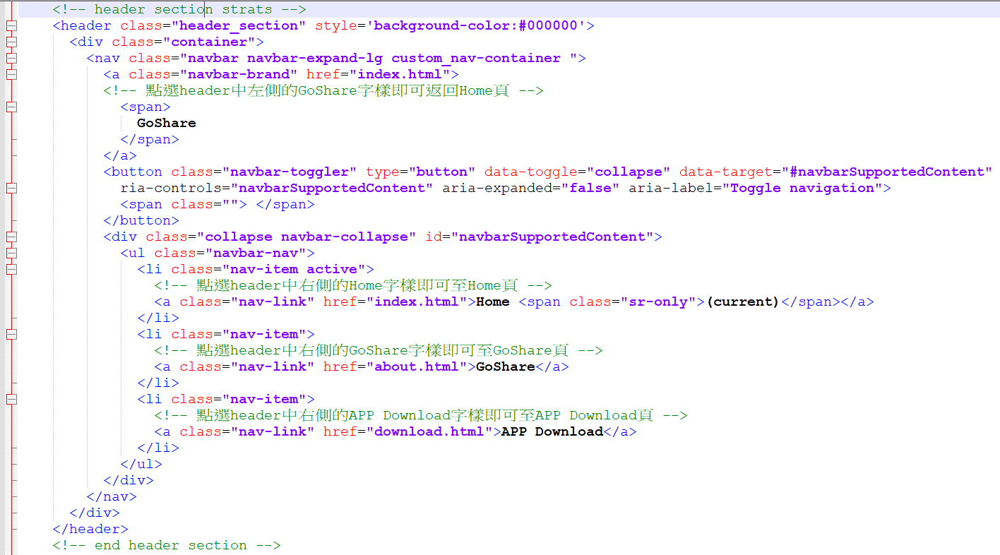 <!-- header section strats -->
<header class="header_section" style='background-color:#000000'>
<div class="container">
<nav class="navbar navbar-expand-lg custom_nav-container ">
<a class="navbar-brand" href="index.html">
<!-- 點選header中左側的GoShare字樣即可返回Home頁 -->
<span>
GoShare
</span>
</a>
<button class="navbar-toggler" type="button" data-toggle="collapse" data-target="#navbarSupportedContent"
ria-controls="navbarSupportedContent" aria-expanded="false" aria-label="Toggle navigation">
<span class=""> </span>
</button>
<div class="collapse navbar-collapse" id="navbarSupportedContent">
<ul class="navbar-nav">
<li class="nav-item active">
<!-- 點選header中右側的Home字樣即可至Home頁 -->
<a class="nav-link" href="index.html">Home <span class="sr-only">(current)</span></a>
</li>
<li class="nav-item">
<!-- 點選header中右側的GoShare字樣即可至GoShare頁 -->
<a class="nav-link" href="about.html">GoShare</a>
</li>
<li class="nav-item">
<!-- 點選header中右側的APP Download字樣即可至APP Download頁 -->
<a class="nav-link" href="download.html">APP Download</a>
</li>
</ul>
</div>
</nav>
</div>
</header>
<!-- end header section -->